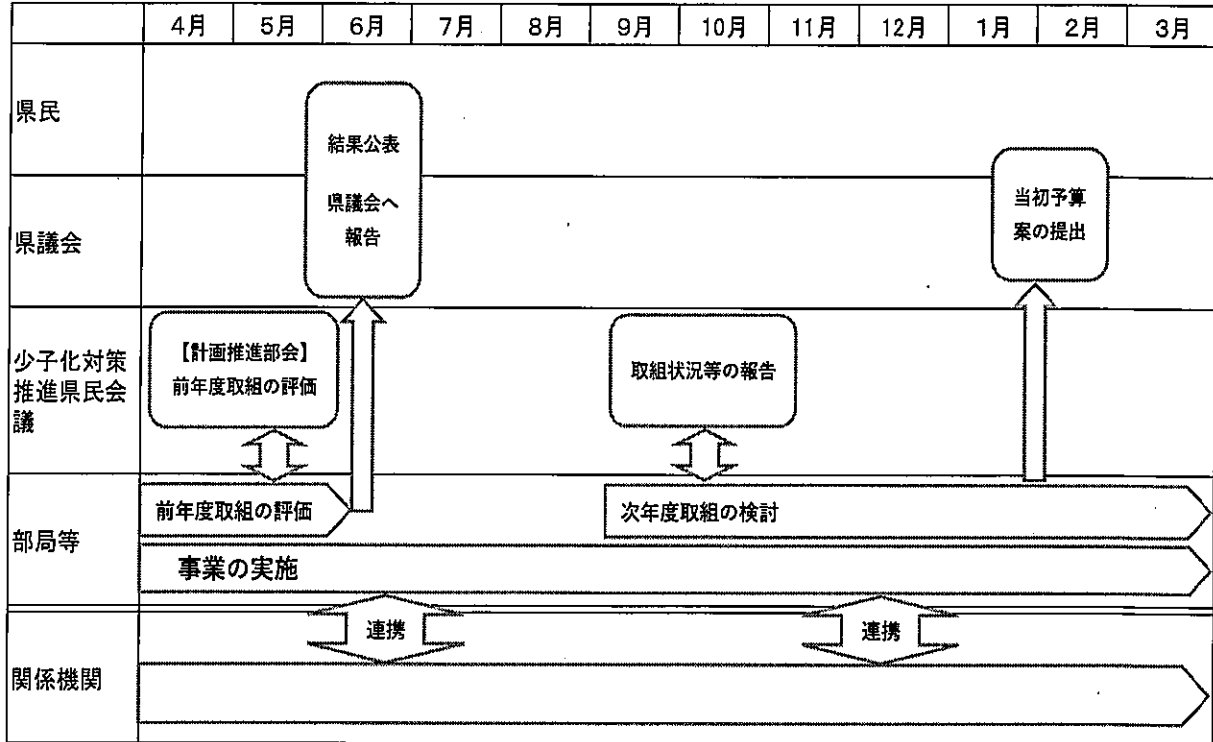 4月 5月 6月 7月 8月 9月 10月 11月 12月 1月 2月 3月
県民
結果公表
県議会へ
報告
県議会
当初予算
案の提出
少子化対策
推進県民会
議
【計画推進部会】
前年度取組の評価
取組状況等の報告
部局等
前年度取組の評価
次年度取組の検討
事業の実施
連携
連携
関係機関